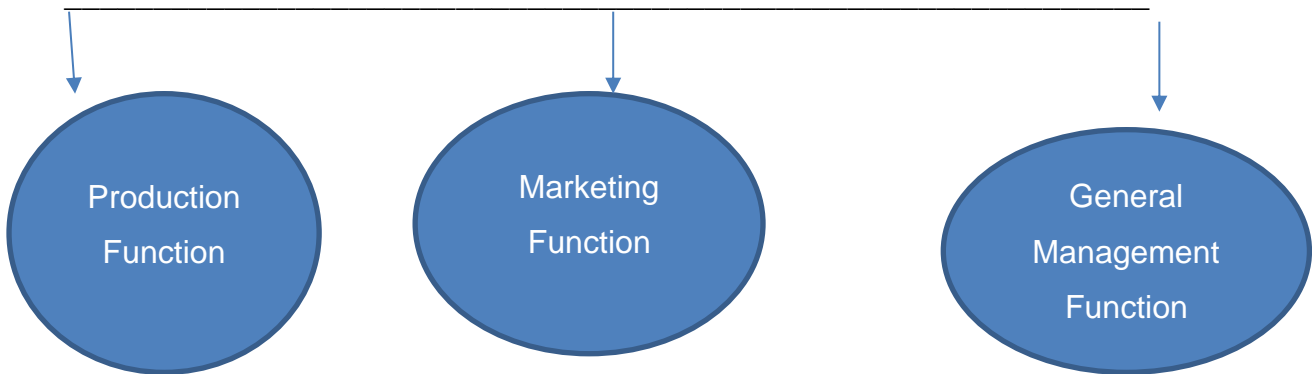 Production
Function
Marketing
Function
General
Management
Function